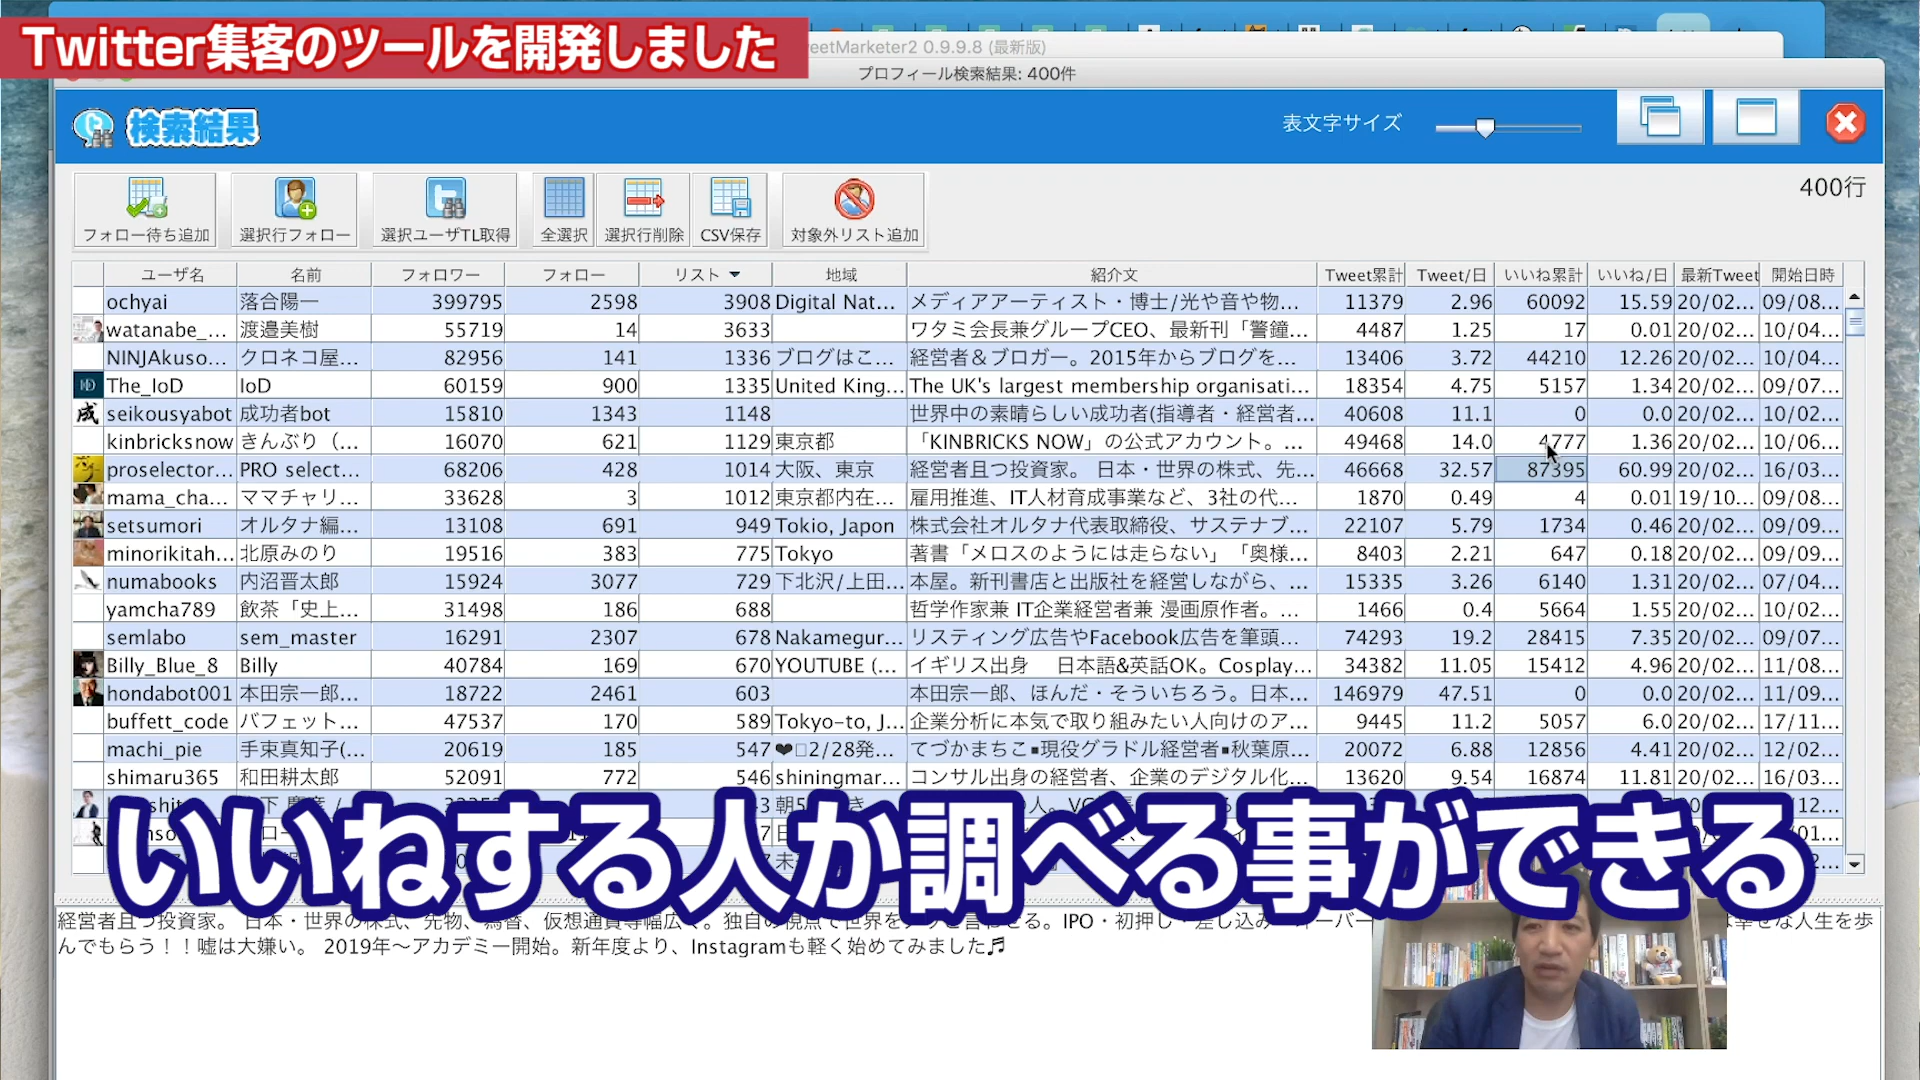 Twitter集客のツールを開発しました
eetMarketer2 0.9.9.8 (最新版)
プロフィール検索結果: 400件
検索結果
表文字サイズ
400行
フォロー待ち追加 選択行フォロー 選択ユーザTL取得 全選択 選択行削除 CSV保存 対象外リスト追加
ユーザ名 名前 フォロワー フォロー リスト 地域 紹介文 Tweet累計 Tweet/日 いいね累計 いいね/日 最新Tweet 開始日時
ochyai 落合陽一 399795 2598 3908 Digital Nat... メディアアーティスト・博士/光や音や物... 11379 2.96 60092 15.59 20/02... 09/08...
watanabe_... 渡邉美樹 55719 14 3633 ワタミ会長兼グループCEO、最新刊「警鐘... 4487 1.25 17 0.01 20/02... 10/04...
NINJAkuso... クロネコ屋... 82956 141 1336 ブログはこ... 経営者＆ブロガー。2015年からブログを... 13406 3.72 44210 12.26 20/02... 10/04...
The_IoD IoD 60159 900 1335 United King... The UK's largest membership organisati... 18354 4.75 5157 1.34 20/02... 09/07...
seikousyabot 成功者bot 15810 1343 1148 世界中の素晴らしい成功者(指導者・経営者... 40608 11.1 0 0.0 20/02... 10/02...
kinbricksnow きんぶり（... 16070 621 1129 東京都 「KINBRICKS NOW」の公式アカウント。... 49468 14.0 4777 1.36 20/02... 10/06...
proselector... PRO select... 68206 428 1014 大阪、東京 経営者且つ投資家。 日本・世界の株式、先... 46668 32.57 87395 60.99 20/02... 16/03...
mama_cha... ママチャリ... 33628 3 1012 東京都内在... 雇用推進、IT人材育成事業など、3社の代... 1870 0.49 4 0.01 19/10... 09/08...
setsumori オルタナ編... 13108 691 949 Tokio, Japon 株式会社オルタナ代表取締役、サステナブ... 22107 5.79 1734 0.46 20/02... 09/09...
minorikitah... 北原みのり 19516 383 775 Tokyo 著書「メロスのようには走らない」「奥様... 8403 2.21 647 0.18 20/02... 09/09...
numabooks 内沼晋太郎 15924 3077 729 下北沢/上田... 本屋。新刊書店と出版社を経営しながら、... 15335 3.26 6140 1.31 20/02... 07/04...
yamcha789 飲茶「史上... 31498 186 688 哲学作家兼 IT企業経営者兼 漫画原作者。... 1466 0.4 5664 1.55 20/02... 10/02...
semlabo sem_master 16291 2307 678 Nakamegur... リスティング広告やFacebook広告を筆頭... 74293 19.2 28415 7.35 20/02... 09/07...
Billy_Blue_8 Billy 40784 169 670 YOUTUBE (... イギリス出身 日本語&英話OK。Cosplay... 34382 11.05 15412 4.96 20/02... 11/08...
hondabot001 本田宗一郎... 18722 2461 603 本田宗一郎、ほんだ・そういちろう。日本... 146979 47.51 0 0.0 20/02... 11/09...
buffett_code バフェット... 47537 170 589 Tokyo-to, J... 企業分析に本気で取り組みたい人向けのア... 9445 11.2 5057 6.0 20/02... 17/11...
machi_pie 手束真知子(... 20619 185 547 ❤□2/28発... てづかまちこ▪現役グラドル経営者▪秋葉原... 20072 6.88 12856 4.41 20/02... 12/02...
shimaru365 和田耕太郎 52091 772 546 shiningmar... コンサル出身の経営者、企業のデジタル化... 13620 9.54 16874 11.81 20/02... 16/03...
いいねする人か調べる事ができる
経営者且つ投資家。 日本・世界の株式、先物、為替、仮想通貨等幅広く。独自の視点で世界を
は幸せな人生を歩
んでもらう！！嘘は大嫌い。 2019年〜アカデミー開始。新年度より、Instagramも軽く始めてみました♬